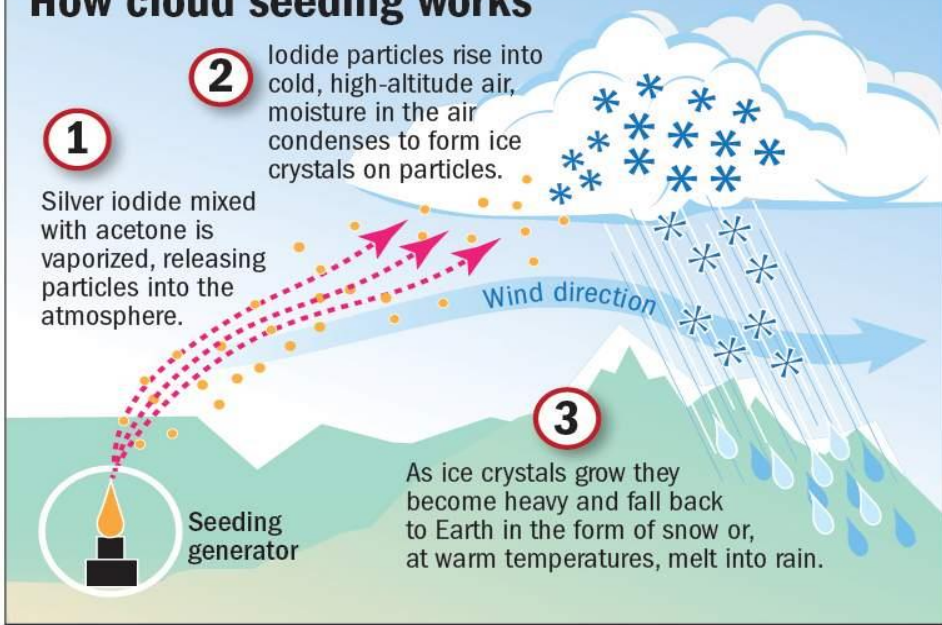 How cloud seeding works
1
Silver iodide mixed
with acetone is
vaporized, releasing
particles into the
atmosphere.
2
Iodide particles rise into
cold, high-altitude air,
moisture in the air
condenses to form ice
crystals on particles.
Wind direction
3
As ice crystals grow they
become heavy and fall back
to Earth in the form of snow or,
at warm temperatures, melt into rain.
Seeding
generator